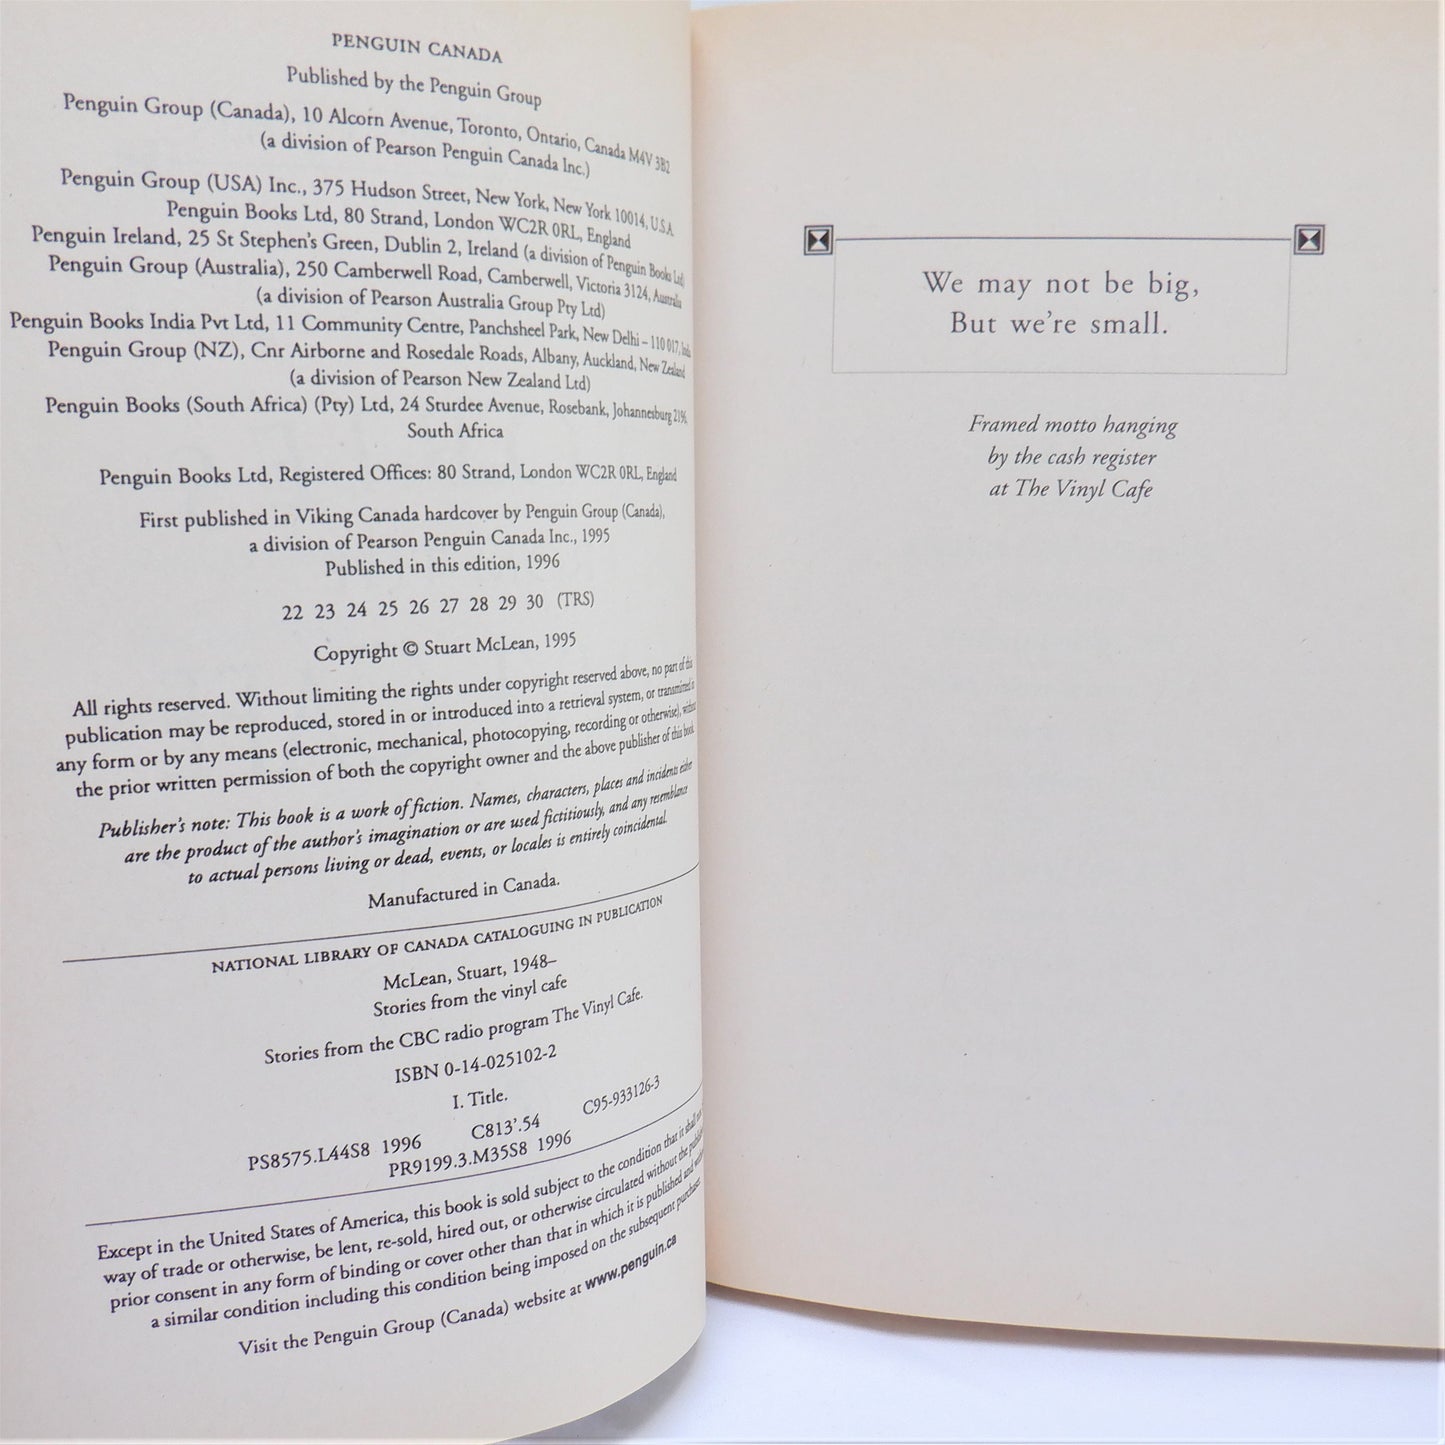 PENGUIN CANADA
Published by the Penguin Group
Penguin Group (Canada), 10 Alcorn Avenue, Toronto, Ontario, Canada M4V 3B2
(a division of Pearson Penguin Canada Inc.)
Penguin Group (USA) Inc., 375 Hudson Street, New York, New York 10014, U.S.A
Penguin Books Ltd, 80 Strand, London WC2R 0RL, England
Penguin Ireland, 25 St Stephen's Green, Dublin 2, Ireland (a division of Penguin Books Ltd)
Penguin Group (Australia), 250 Camberwell Road, Camberwell, Victoria 3124, Australia
(a division of Pearson Australia Group Pty Ltd)
Penguin Books India Pvt Ltd, 11 Community Centre, Panchsheel Park, New Delhi – 110 017, India
Penguin Group (NZ), Cnr Airborne and Rosedale Roads, Albany, Auckland, New Zealand
(a division of Pearson New Zealand Ltd)
Penguin Books (South Africa) (Pty) Ltd, 24 Sturdee Avenue, Rosebank, Johannesburg 2196,
South Africa
Penguin Books Ltd, Registered Offices: 80 Strand, London WC2R 0RL, England
First published in Viking Canada hardcover by Penguin Group (Canada),
a division of Pearson Penguin Canada Inc., 1995
Published in this edition, 1996
22 23 24 25 26 27 28 29 30 (TRS)
Copyright © Stuart McLean, 1995
All rights reserved. Without limiting the rights under copyright reserved above, no part of this
publication may be reproduced, stored in or introduced into a retrieval system, or transmitted in
any form or by any means (electronic, mechanical, photocopying, recording or otherwise), without
the prior written permission of both the copyright owner and the above publisher of this book.
Publisher's note: This book is a work of fiction. Names, characters, places and incidents either
are the product of the author's imagination or are used fictitiously, and any resemblance
to actual persons living or dead, events, or locales is entirely coincidental.
Manufactured in Canada.
NATIONAL LIBRARY OF CANADA CATALOGUING IN PUBLICATION
McLean, Stuart, 1948–
Stories from the vinyl cafe
Stories from the CBC radio program The Vinyl Cafe.
ISBN 0-14-025102-2
I. Title.
PS8575.L44S8 1996 C813'.54 C95-933126-3
PR9199.3.M35S8 1996
Except in the United States of America, this book is sold subject to the condition that it shall
way of trade or otherwise, be lent, re-sold, hired out, or otherwise circulated without the
prior consent in any form of binding or cover other than that in which it is published and
a similar condition including this condition being imposed on the subsequent purchaser.
Visit the Penguin Group (Canada) website at www.penguin.ca
We may not be big,
But we're small.
Framed motto hanging
by the cash register
at The Vinyl Cafe